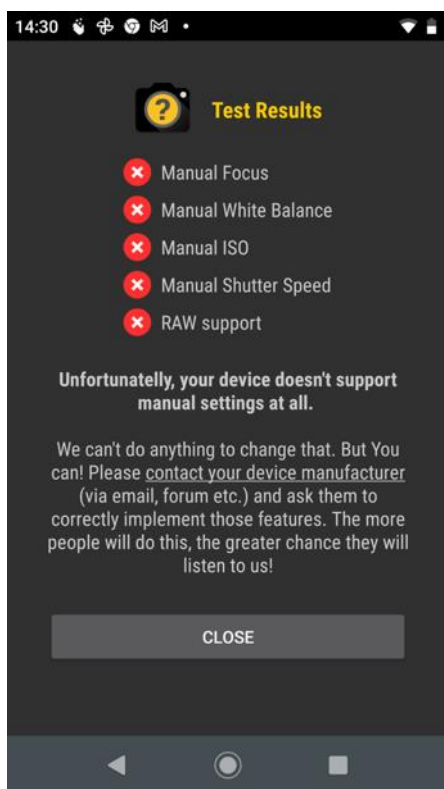 14:30
Test Results
Manual Focus
Manual White Balance
Manual ISO
Manual Shutter Speed
RAW support
Unfortunatelly, your device doesn't support
manual settings at all.
We can't do anything to change that. But You
can! Please contact your device manufacturer
(via email, forum etc.) and ask them to
correctly implement those features. The more
people will do this, the greater chance they will
listen to us!
CLOSE